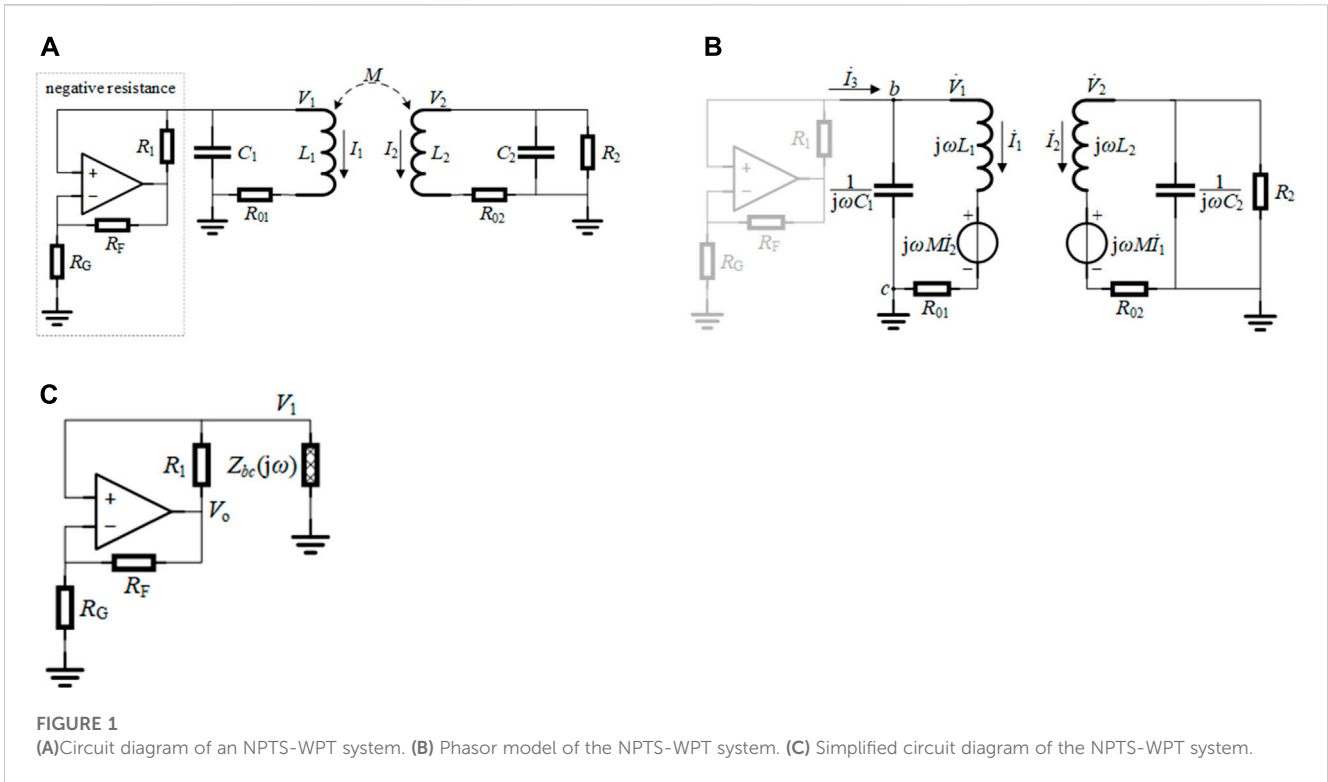 A
negative resistance
R1
+
−
RF
RG
C1
R01
V1
L1
I1
M
V2
I2
L2
R02
C2
R2
B
İ3
b
V̇1
R1
+
−
RF
RG
1
jωC1
c
jωL1
İ1
+
jωMİ2
−
R01
V̇2
İ2
jωL2
+
jωMİ1
−
R02
1
jωC2
R2
C
V1
R1
Zbc(jω)
+
−
Vo
RF
RG
FIGURE 1
(A)Circuit diagram of an NPTS-WPT system. (B) Phasor model of the NPTS-WPT system. (C) Simplified circuit diagram of the NPTS-WPT system.